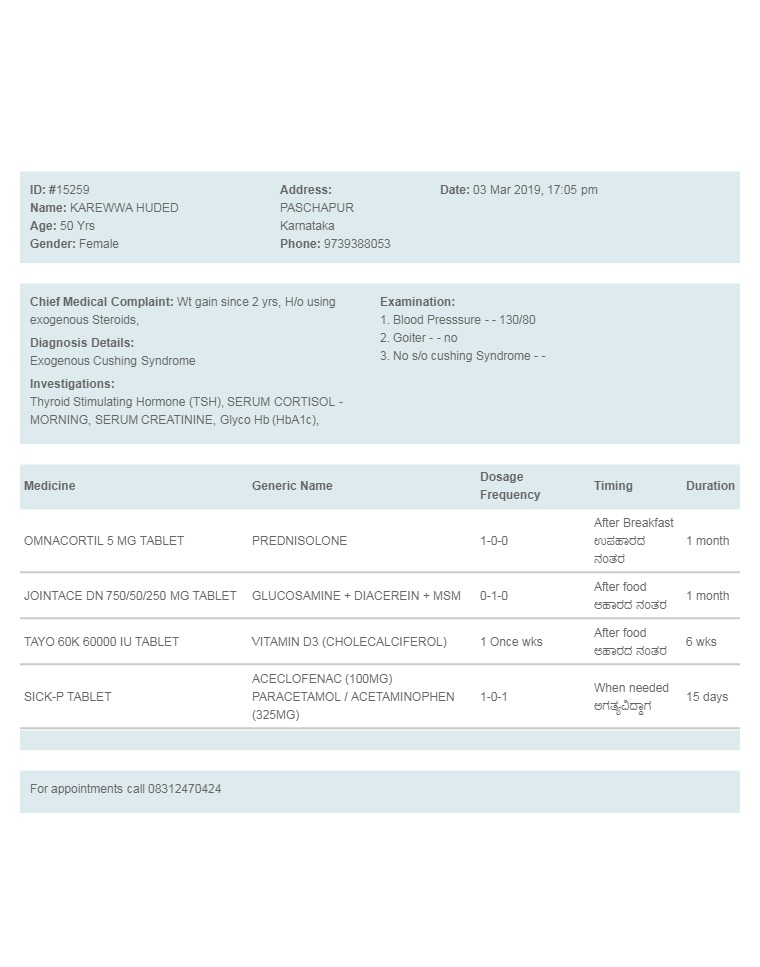 ID: #15259
Name: KAREWWA HUDED
Age: 50 Yrs
Gender: Female
Address:
PASCHAPUR
Karnataka
Phone: 9739388053
Date: 03 Mar 2019, 17:05 pm
Chief Medical Complaint: Wt gain since 2 yrs, H/o using
exogenous Steroids,
Diagnosis Details:
Exogenous Cushing Syndrome
Investigations:
Thyroid Stimulating Hormone (TSH), SERUM CORTISOL -
MORNING, SERUM CREATININE, Glyco Hb (HbA1c),
Examination:
1. Blood Presssure - - 130/80
2. Goiter - - no
3. No s/o cushing Syndrome - -
Medicine Generic Name Dosage Frequency Timing Duration
OMNACORTIL 5 MG TABLET PREDNISOLONE 1-0-0 After Breakfast ಉಪಹಾರದ ನಂತರ 1 month
JOINTACE DN 750/50/250 MG TABLET GLUCOSAMINE + DIACEREIN + MSM 0-1-0 After food ಆಹಾರದ ನಂತರ 1 month
TAYO 60K 60000 IU TABLET VITAMIN D3 (CHOLECALCIFEROL) 1 Once wks After food ಆಹಾರದ ನಂತರ 6 wks
SICK-P TABLET ACECLOFENAC (100MG) PARACETAMOL / ACETAMINOPHEN (325MG) 1-0-1 When needed ಅಗತ್ಯವಿದ್ದಾಗ 15 days
For appointments call 08312470424